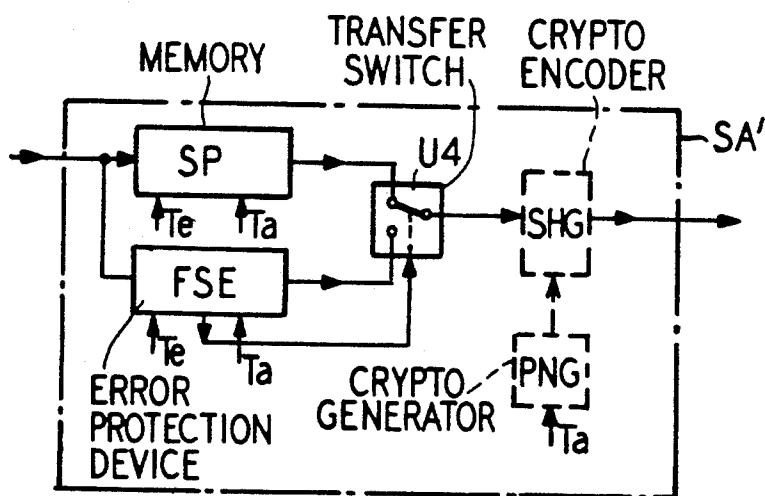 TRANSFER
SWITCH
CRYPTO
ENCODER
MEMORY
SA'
SP
U4
Te
Ta
SHG
FSE
Te
Ta
ERROR
PROTECTION
DEVICE
CRYPTO
GENERATOR
PNG
Ta